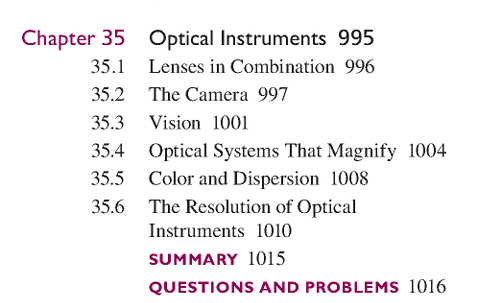 Chapter 35 Optical Instruments 995
35.1 Lenses in Combination 996
35.2 The Camera 997
35.3 Vision 1001
35.4 Optical Systems That Magnify 1004
35.5 Color and Dispersion 1008
35.6 The Resolution of Optical
Instruments 1010
SUMMARY 1015
QUESTIONS AND PROBLEMS 1016